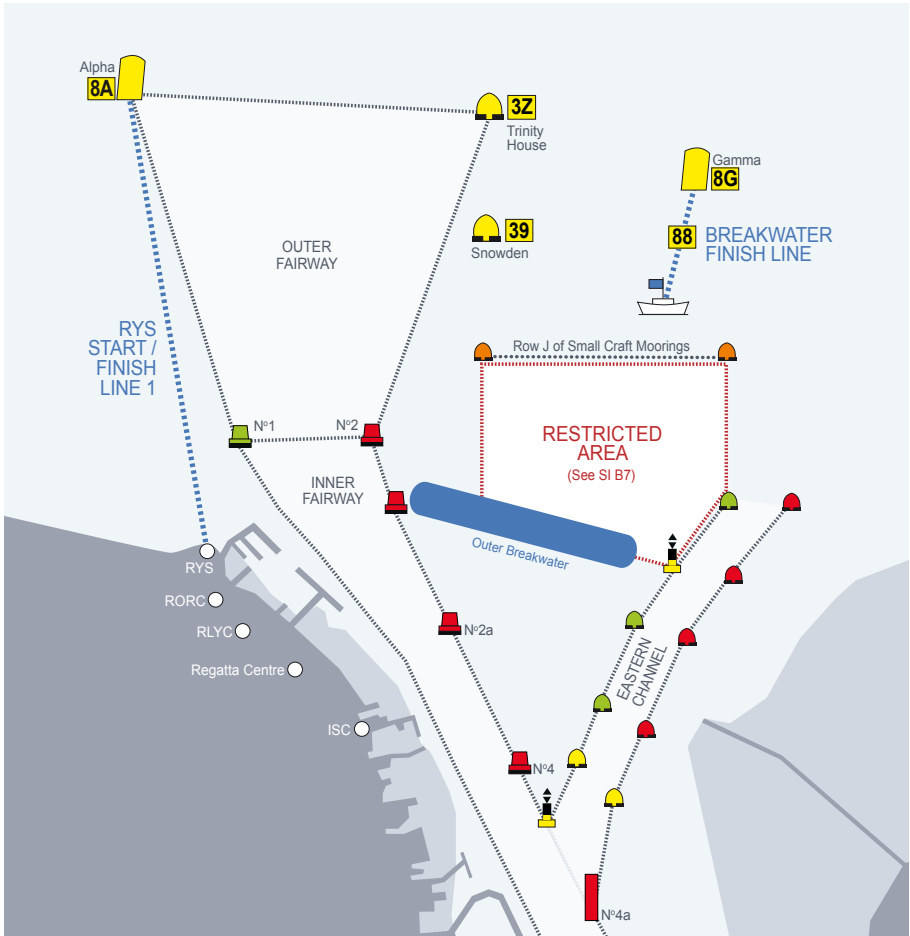 Alpha
8A
3Z
Trinity
House
Gamma
8G
39
Snowden
88
BREAKWATER
FINISH LINE
OUTER
FAIRWAY
RYS
START /
FINISH
LINE 1
Row J of Small Craft Moorings
Nº1
Nº2
RESTRICTED
AREA
(See SI B7)
INNER
FAIRWAY
Outer Breakwater
RYS
RORC
RLYC
Regatta Centre
ISC
Nº2a
EASTERN
CHANNEL
Nº4
Nº4a